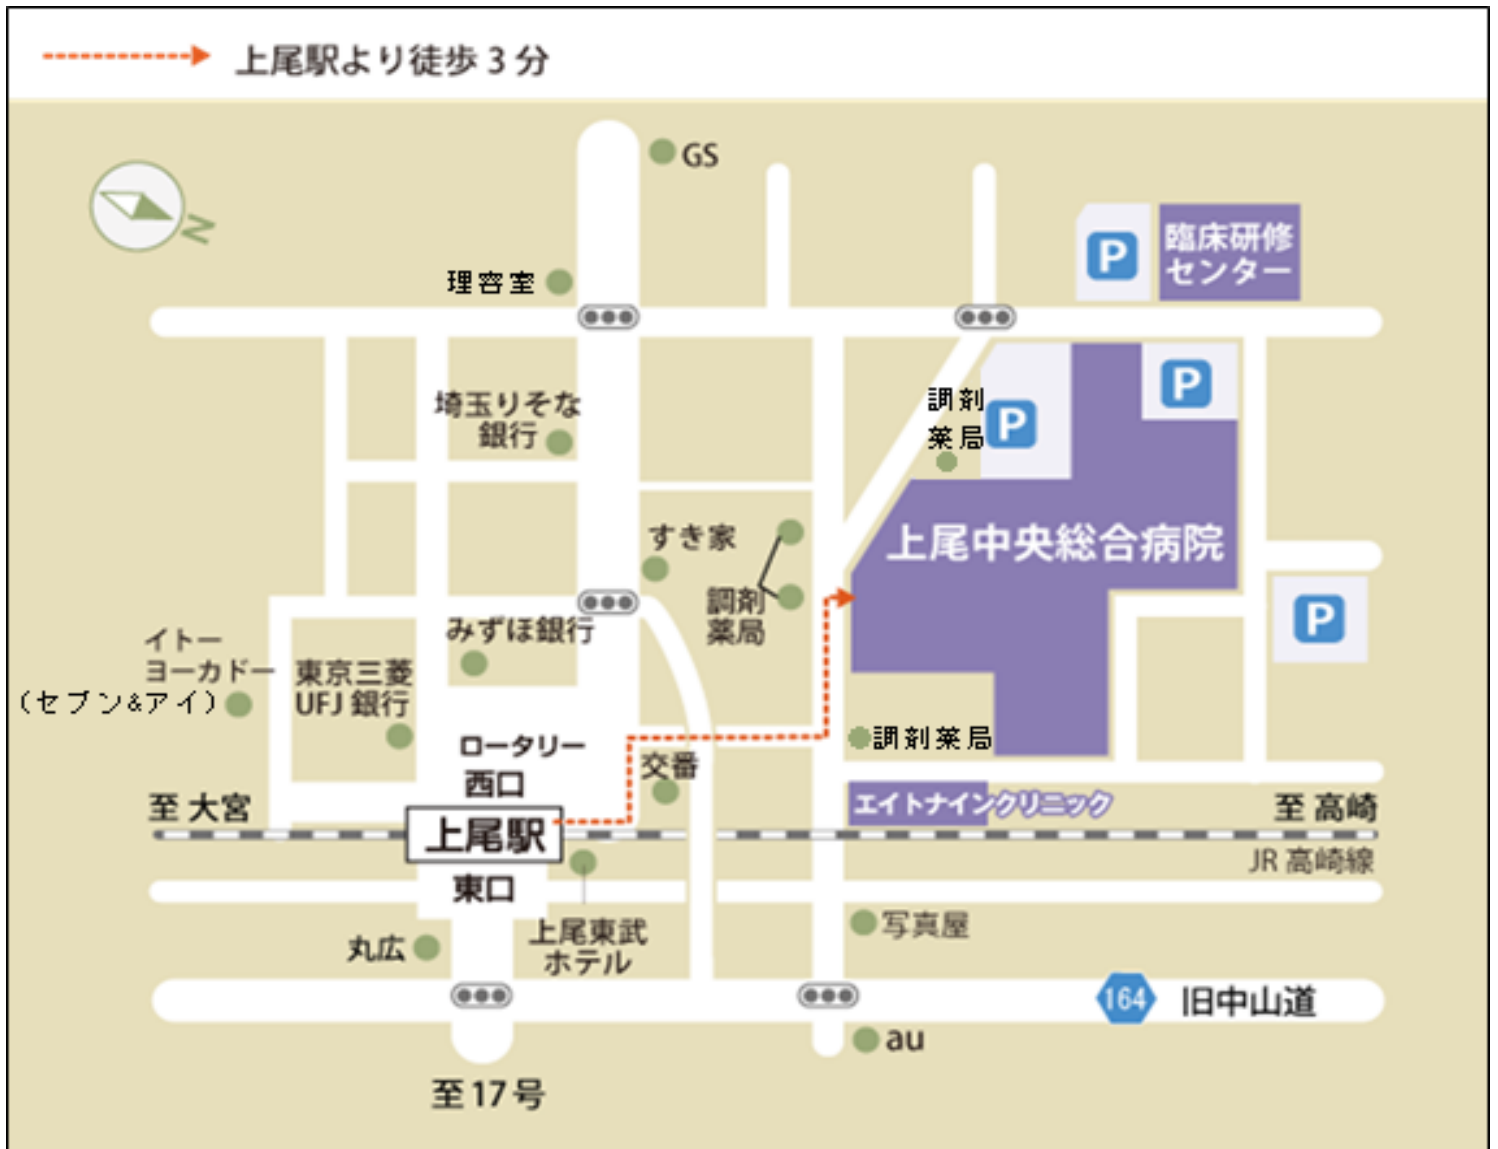 上尾駅より徒歩3分
GS
N
臨床研修
センター
P
理容室
埼玉りそな
銀行
調剤
薬局
P
P
すき家
上尾中央総合病院
調剤
薬局
P
みずほ銀行
イトー
ヨーカドー
(セブン&アイ)
東京三菱
UFJ銀行
ロータリー
西口
交番
調剤薬局
至 大宮
上尾駅
エイトナインクリニック
至 高崎
JR 高崎線
東口
丸広
上尾東武
ホテル
写真屋
164 旧中山道
au
至17号